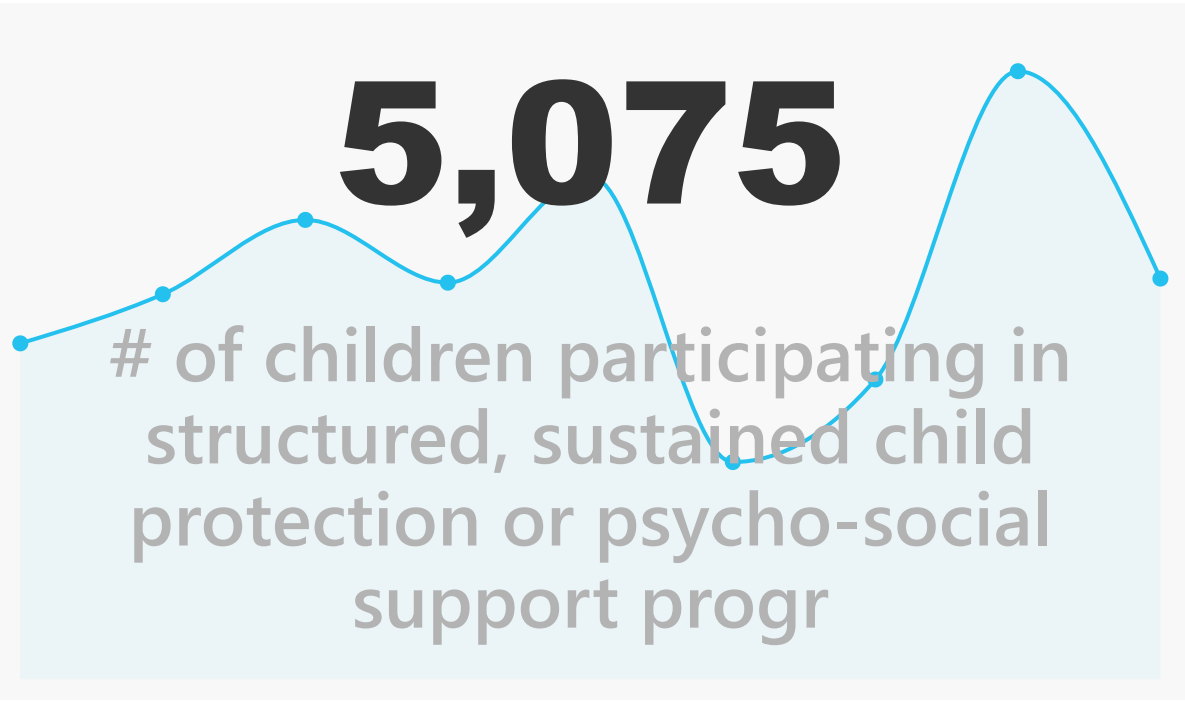 5,075
# of children participating in
structured, sustained child
protection or psycho-social
support progr